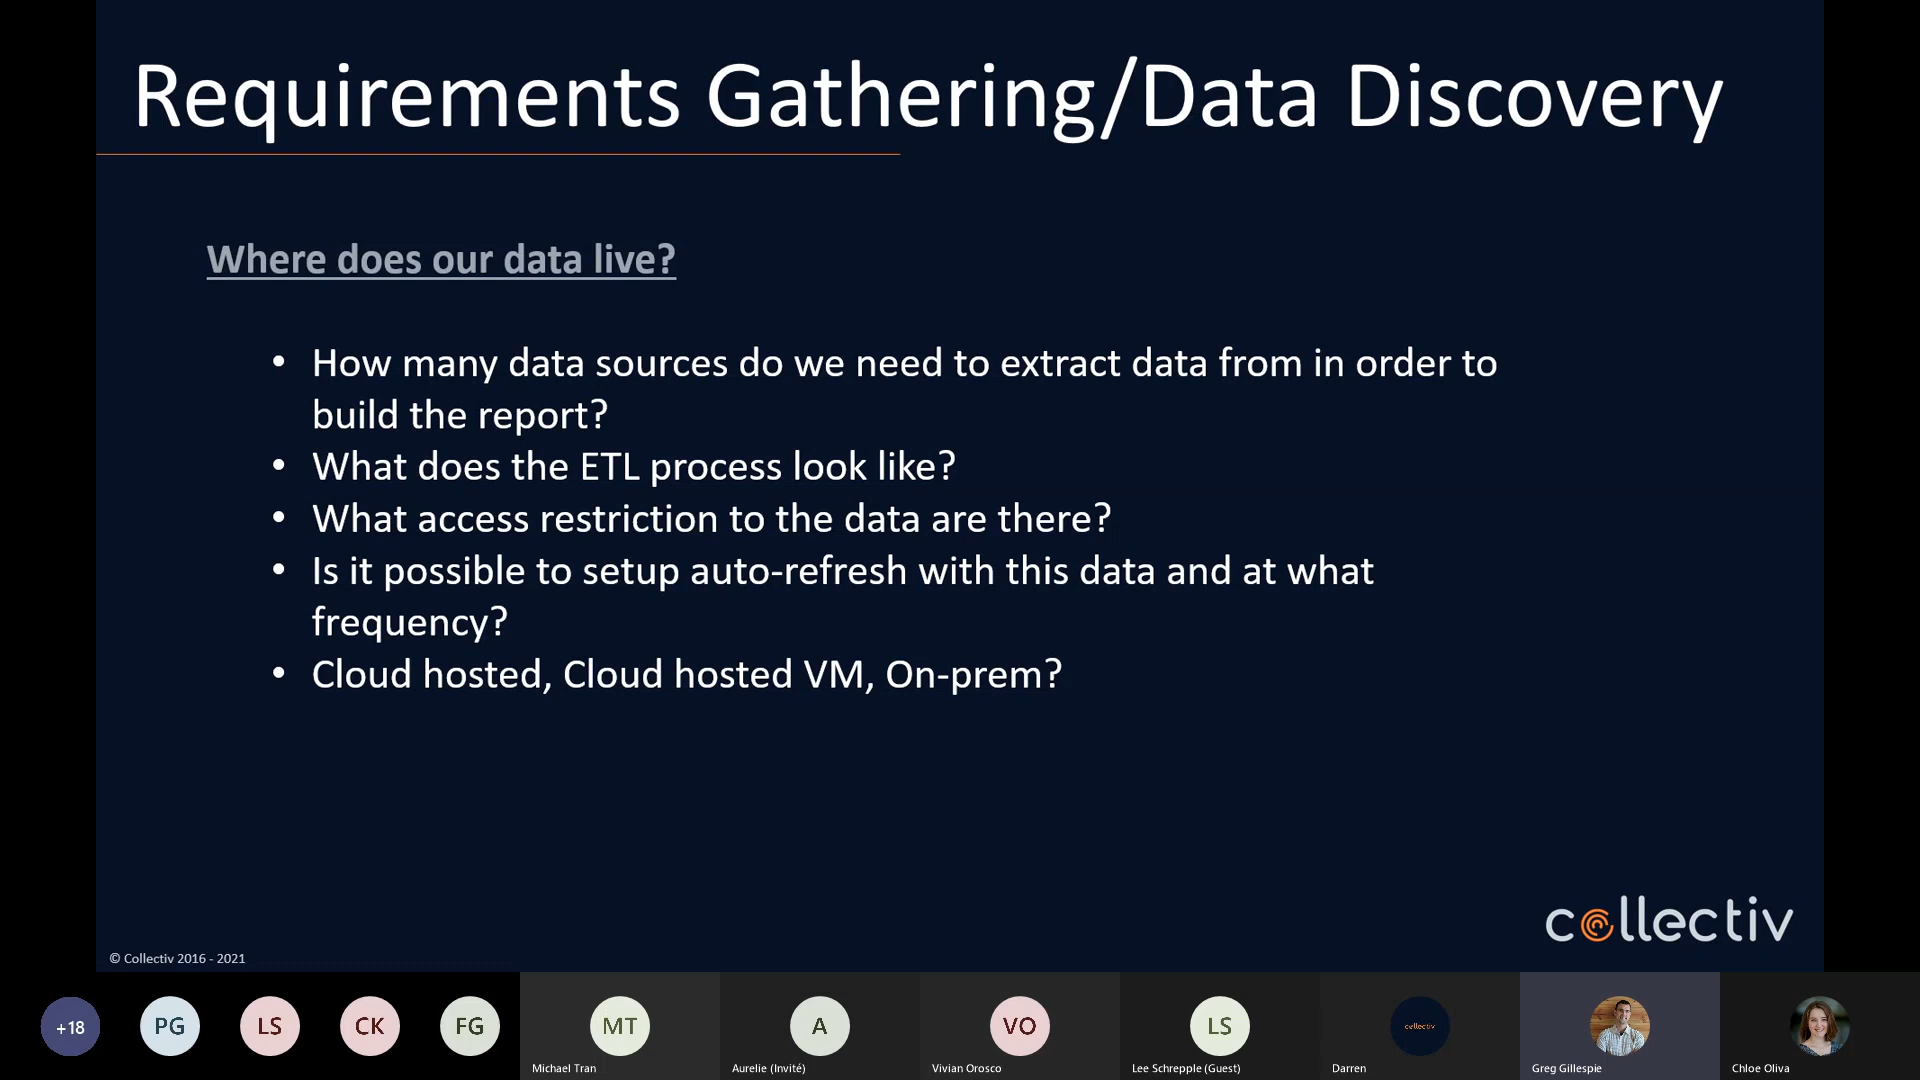 Requirements Gathering/Data Discovery
Where does our data live?
• How many data sources do we need to extract data from in order to
build the report?
• What does the ETL process look like?
• What access restriction to the data are there?
• Is it possible to setup auto-refresh with this data and at what
frequency?
• Cloud hosted, Cloud hosted VM, On-prem?
collectiv
© Collectiv 2016 - 2021
+18
PG
LS
CK
FG
MT
A
VO
LS
collectiv
Michael Tran
Aurelie (Invité)
Vivian Orosco
Lee Schrepple (Guest)
Darren
Greg Gillespie
Chloe Oliva